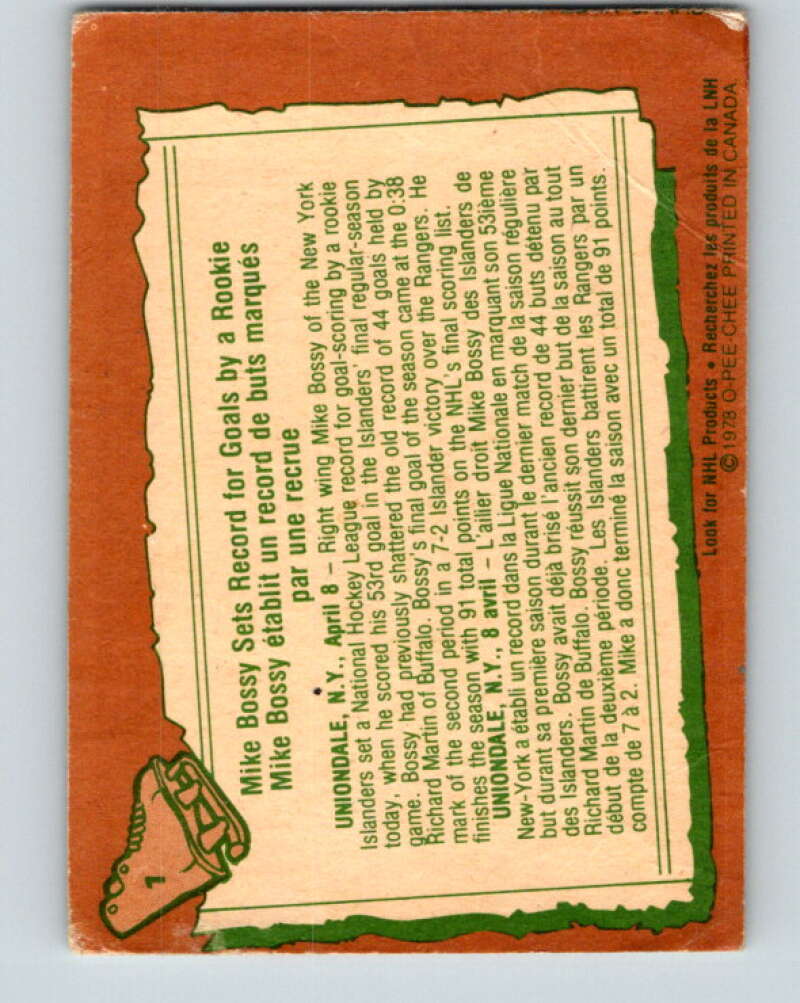 1
Mike Bossy Sets Record for Goals by a Rookie
Mike Bossy établit un record de buts marqués
par une recrue
UNIONDALE, N.Y., April 8 – Right wing Mike Bossy of the New York
Islanders set a National Hockey League record for goal-scoring by a rookie
today, when he scored his 53rd goal in the Islanders' final regular-season
game. Bossy had previously shattered the old record of 44 goals held by
Richard Martin of Buffalo. Bossy's final goal of the season came at the 0:38
mark of the second period in a 7-2 Islander victory over the Rangers. He
finishes the season with 91 total points on the NHL's final scoring list.
UNIONDALE, N.Y., 8 avril – L'ailier droit Mike Bossy des Islanders de
New-York a établi un record dans la Ligue Nationale en marquant son 53ième
but durant sa première saison durant le dernier match de la saison régulière
des Islanders. Bossy avait déjà brisé l'ancien record de 44 buts détenu par
Richard Martin de Buffalo. Bossy réussit son dernier but de la saison au tout
début de la deuxième période. Les Islanders battirent les Rangers par un
compte de 7 à 2. Mike a donc terminé la saison avec un total de 91 points.
Look for NHL Products • Recherchez les produits de la LNH
© 1978 O-PEE-CHEE PRINTED IN CANADA